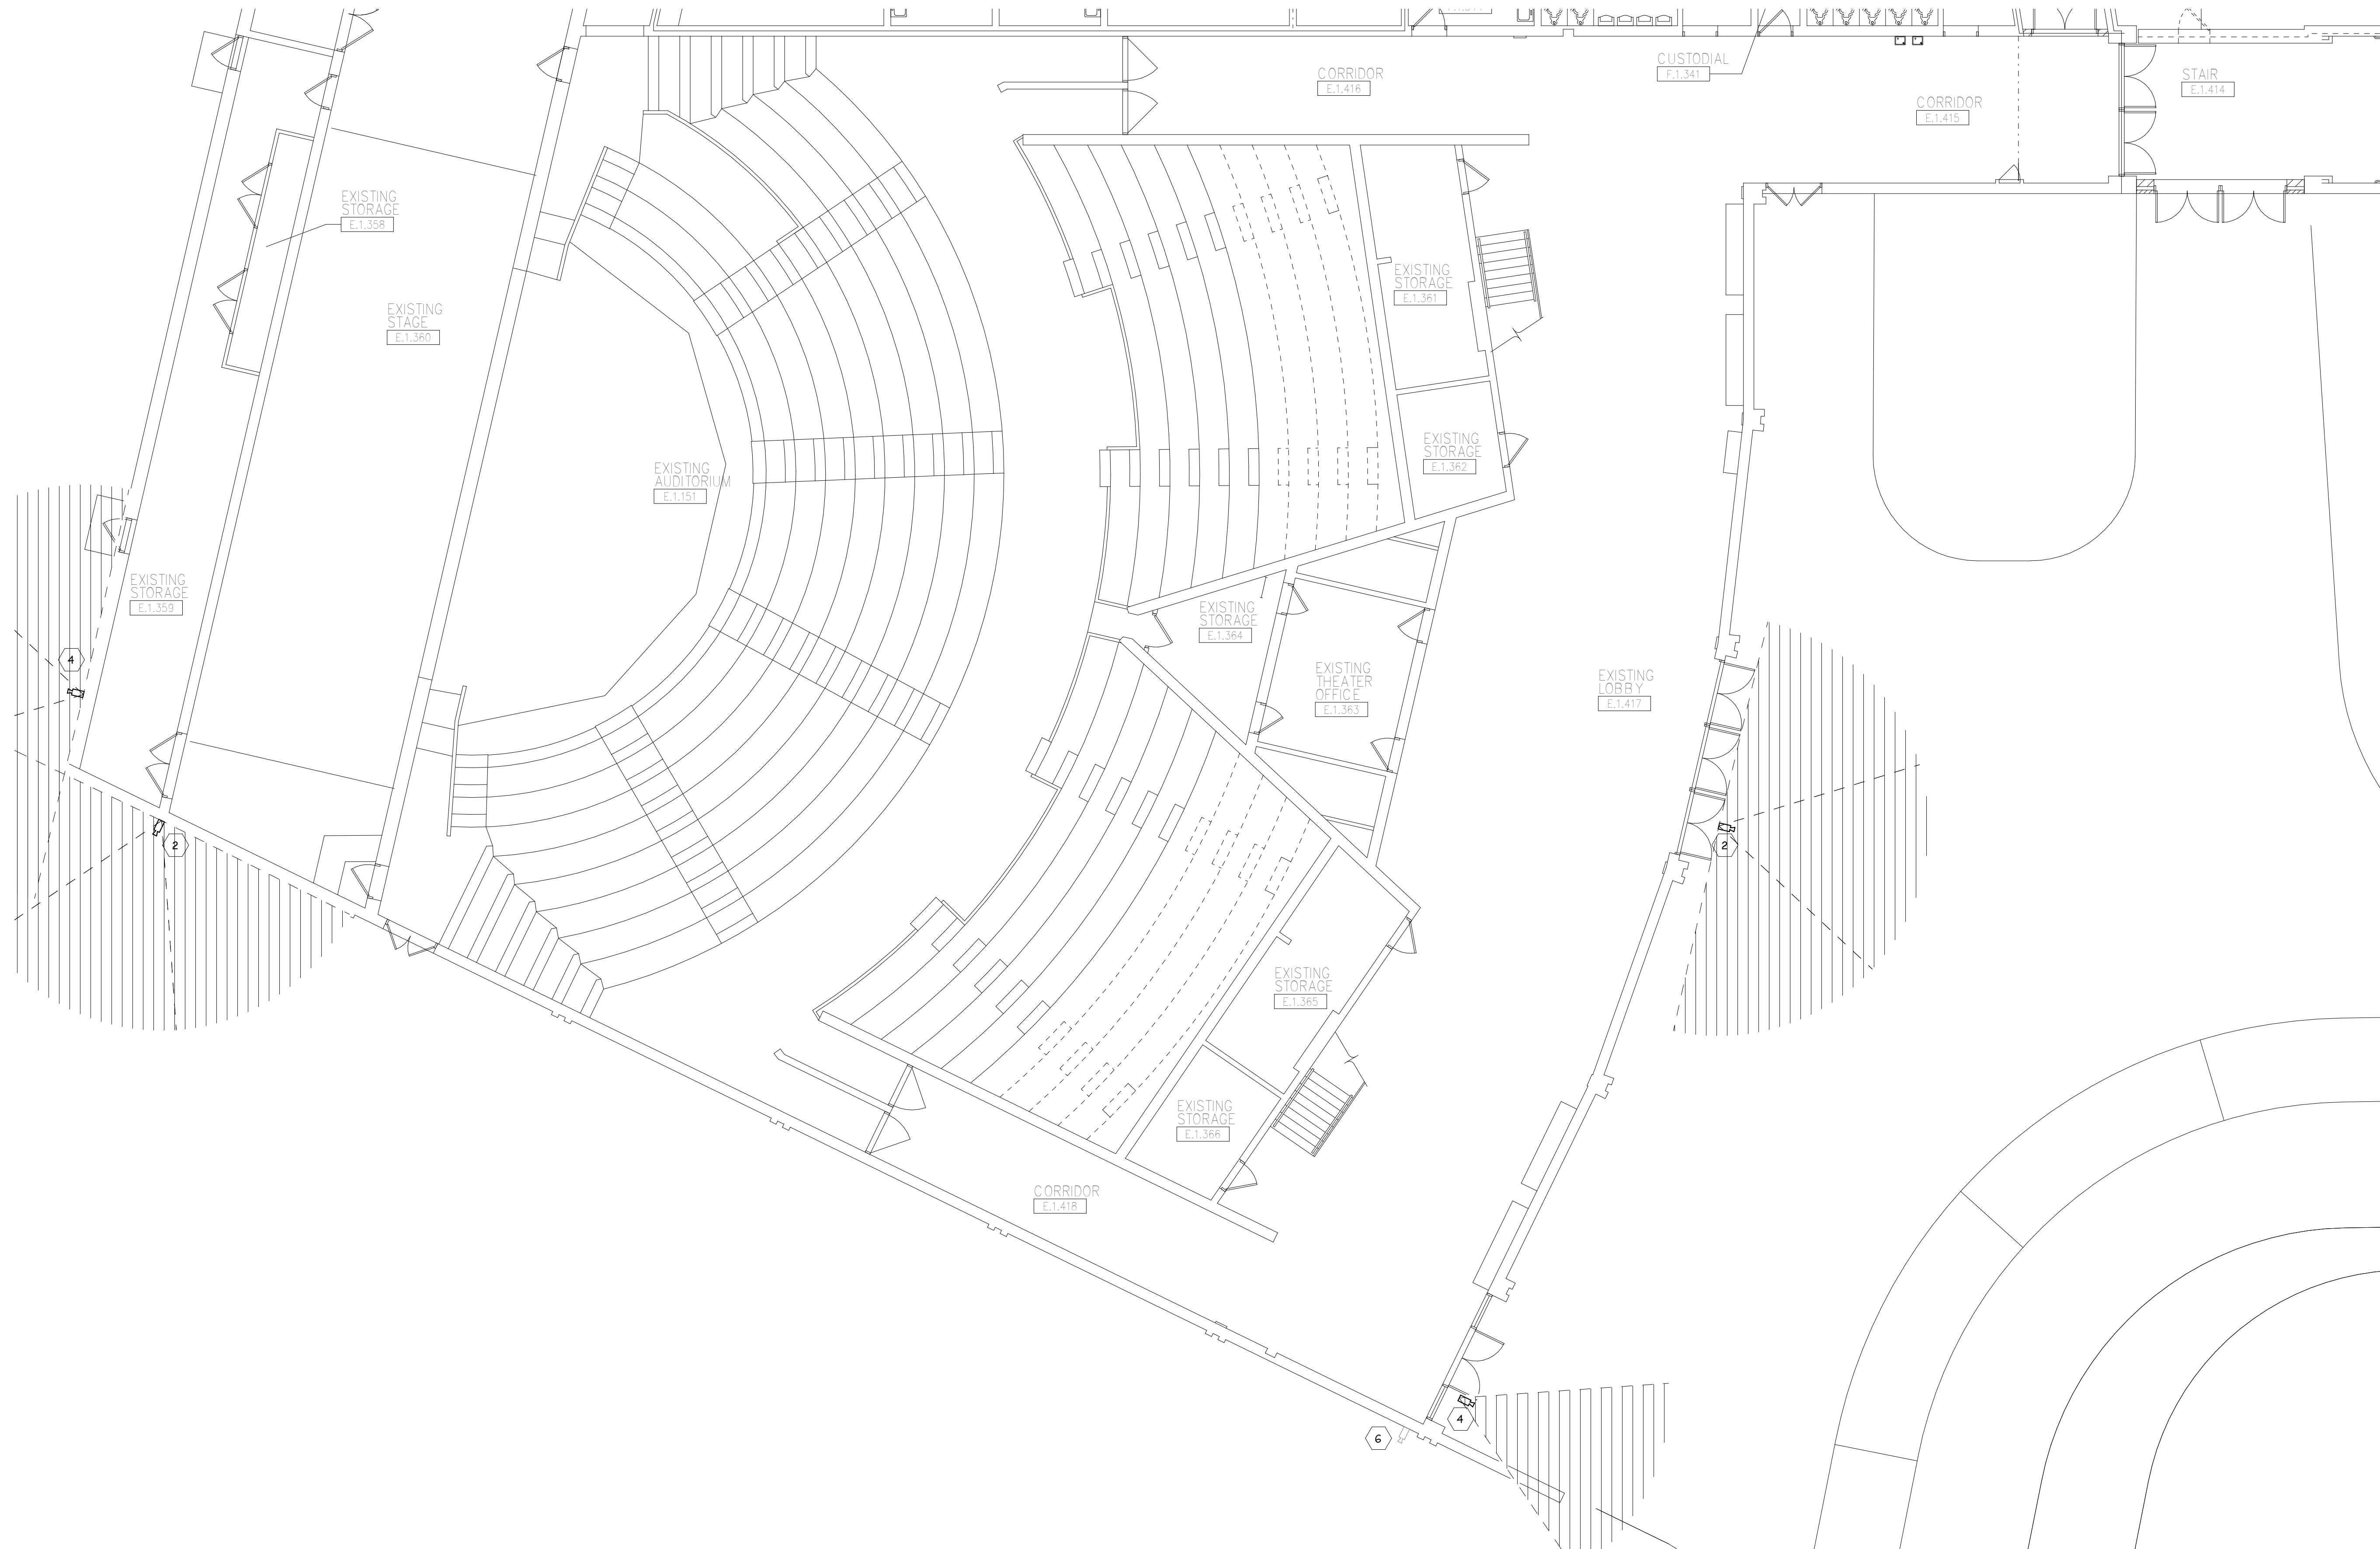 CUSTODIAL
F.1.341
CORRIDOR
E.1.416
STAIR
E.1.414
CORRIDOR
E.1.415
EXISTING
STORAGE
E.1.358
EXISTING
STORAGE
E.1.361
EXISTING
STAGE
E.1.360
EXISTING
STORAGE
E.1.362
EXISTING
AUDITORIUM
E.1.151
EXISTING
STORAGE
E.1.359
EXISTING
STORAGE
E.1.364
4
EXISTING
THEATER
OFFICE
E.1.363
EXISTING
LOBBY
E.1.417
2
2
EXISTING
STORAGE
E.1.365
EXISTING
STORAGE
E.1.366
CORRIDOR
E.1.418
4
6